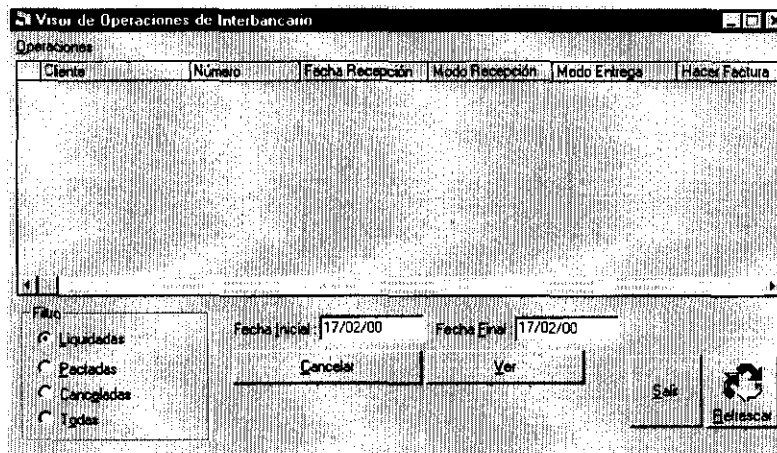 Visor de Operaciones de Interbancario
Operaciones
Cliente Número Fecha Recepción Modo Recepción Modo Entrega Hacer Factura
Filtro
Liquidadas
Pactadas
Canceladas
Todas
Fecha Inicial: 17/02/00 Fecha Final: 17/02/00
Cancelar Ver
Salir Refrescar